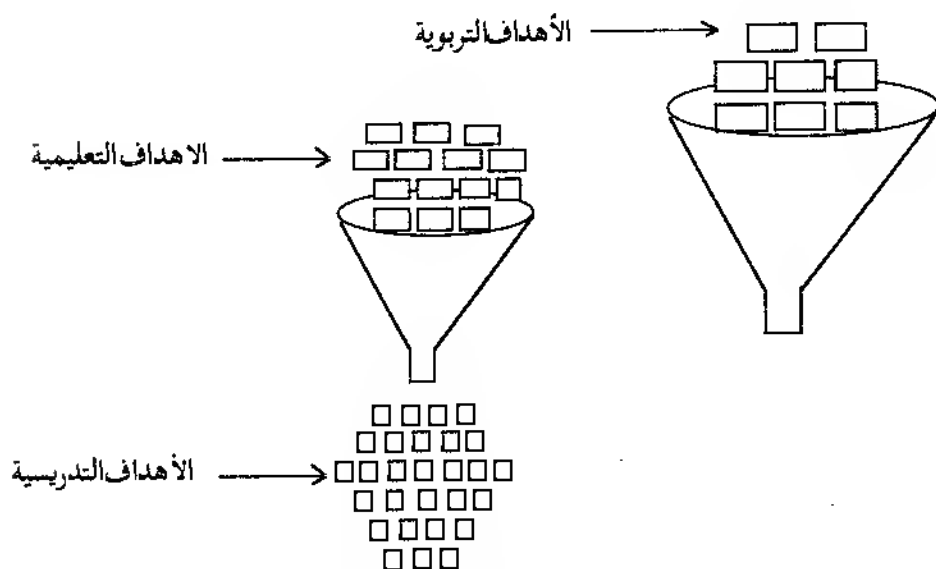 الأهداف التربوية
الاهداف التعليمية
الأهداف التدريسية